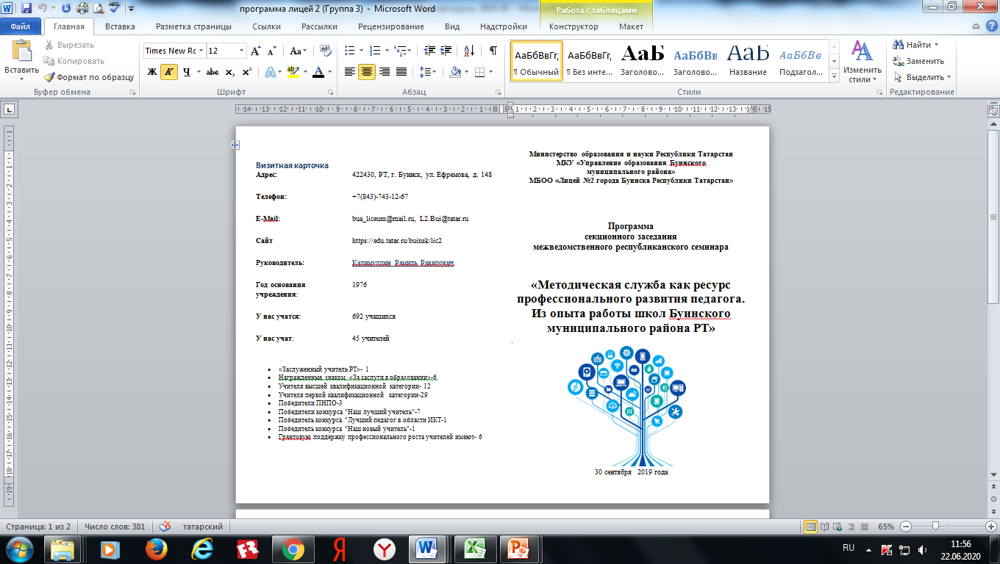 программа лицей 2 (Группа 3) - Microsoft Word
Работа с таблицами
Файл
Главная
Вставка
Разметка страницы
Ссылки
Рассылки
Рецензирование
Вид
Надстройки
Конструктор
Макет
Вставить
Вырезать
Копировать
Формат по образцу
Буфер обмена
Times New Rc
12
Шрифт
Абзац
АаБбВвГг,
¶ Обычный
АаБбВвГг,
¶ Без инте...
АаБ
Заголово...
АаБбВв
Заголово...
АаБ
Название
АаБбВв.
Подзагол...
Стили
Изменить
стили
Найти
Заменить
Выделить
Редактирование
Визитная карточка
Адрес: 422430, РТ, г. Буинск, ул. Ефремова, д. 148
Телефон: +7(843)-743-12-67
E-Mail: bua_liceum@mail.ru, L2.Bui@tatar.ru
Сайт https://edu.tatar.ru/buinsk/lic2
Руководитель: Калимуллин Рамиль Равилович
Год основания 1976
учреждения:
У нас учатся: 692 учащихся
У нас учат: 45 учителей
• «Заслуженный учитель РТ»- 1
• Награжденные знаком «За заслуги в образовании»-6
• Учителя высшей квалификационной категории- 12
• Учителя первой квалификационной категории-29
• Победители ПНПО-3
• Победители конкурса "Наш лучший учитель"-7
• Победитель конкурса "Лучший педагог в области ИКТ-1
• Победитель конкурса "Наш новый учитель"-1
• Грантовую поддержку профессионального роста учителей имеют- 6
Министерство образования и науки Республики Татарстан
МКУ «Управление образования Буинского
муниципального района»
МБОО «Лицей №2 города Буинска Республики Татарстан»
Программа
секционного заседания
межведомственного республиканского семинара
«Методическая служба как ресурс
профессионального развития педагога.
Из опыта работы школ Буинского
муниципального района РТ»
30 сентября 2019 года
Страница: 1 из 2
Число слов: 381
татарский
65%
RU
11:56
22.06.2020